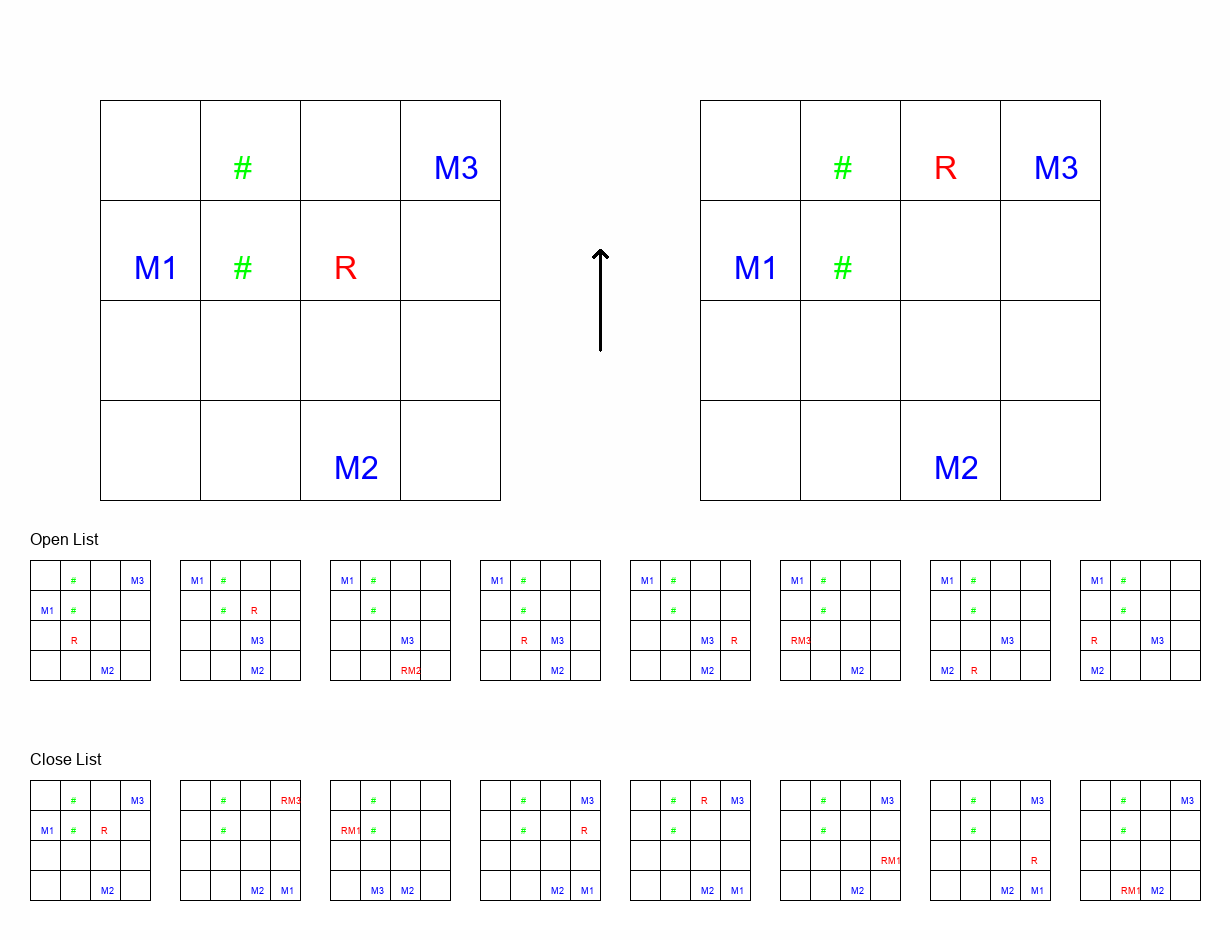 # M3 # R M3
M1 # R M1 #
M2 M2
Open List
# M3 M1 # M1 # M1 # M1 # M1 # M1 # M1 #
M1 # # R # # # # # #
R M3 M3 R M3 M3 R RM3 M3 R M3
M2 M2 RM2 M2 M2 M2 M2 R M2
Close List
# M3 # RM3 # # M3 # R M3 # M3 # M3 # M3
M1 # R # RM1 # # R # # # #
RM1 R
M2 M2 M1 M3 M2 M2 M1 M2 M1 M2 M2 M1 RM1 M2